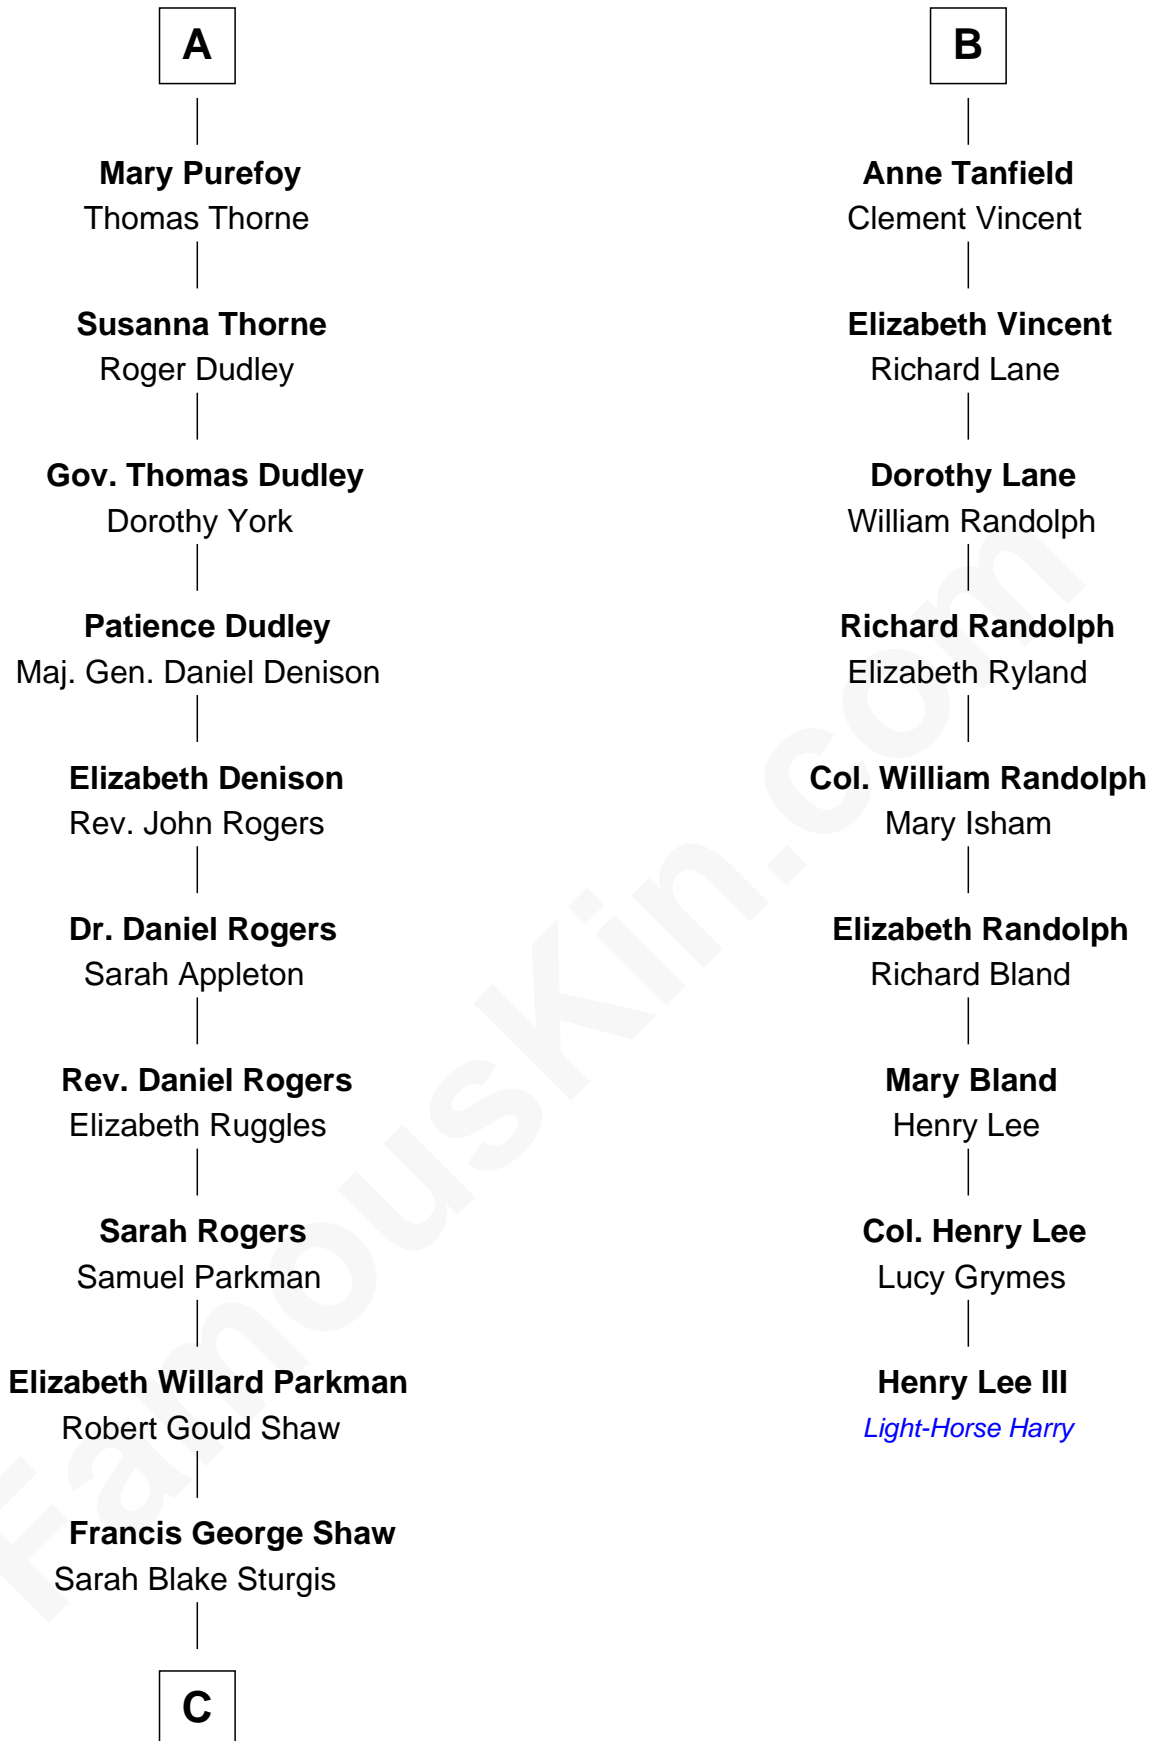 A
Mary Purefoy
Thomas Thorne
Susanna Thorne
Roger Dudley
Gov. Thomas Dudley
Dorothy York
Patience Dudley
Maj. Gen. Daniel Denison
Elizabeth Denison
Rev. John Rogers
Dr. Daniel Rogers
Sarah Appleton
Rev. Daniel Rogers
Elizabeth Ruggles
Sarah Rogers
Samuel Parkman
Elizabeth Willard Parkman
Robert Gould Shaw
Francis George Shaw
Sarah Blake Sturgis
C
B
Anne Tanfield
Clement Vincent
Elizabeth Vincent
Richard Lane
Dorothy Lane
William Randolph
Richard Randolph
Elizabeth Ryland
Col. William Randolph
Mary Isham
Elizabeth Randolph
Richard Bland
Mary Bland
Henry Lee
Col. Henry Lee
Lucy Grymes
Henry Lee III
Light-Horse Harry
FamousKin.com